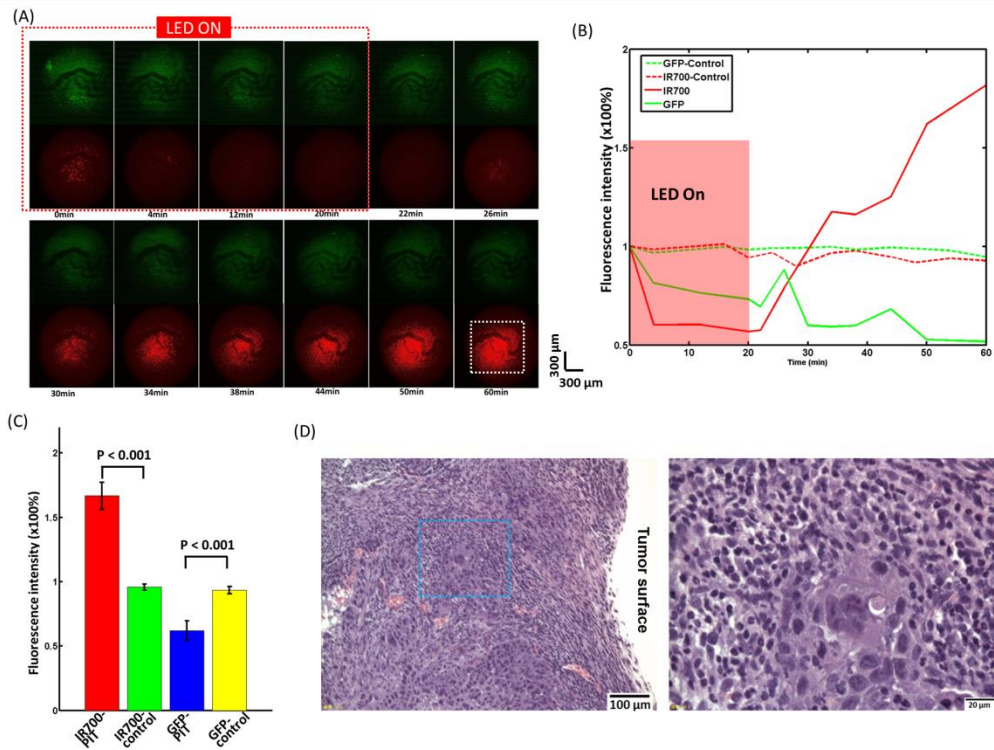 (A)
LED ON
0min 4min 12min 20min 22min 26min
30min 34min 38min 44min 50min 60min
300 μm
300 μm
(B)
Fluorescence intensity (x100%)
2
1.5
1
0.5
GFP-Control
IR700-Control
IR700
GFP
LED On
0 10 20 30 40 50 60
Time (min)
(C)
Fluorescence intensity (x100%)
2
1.5
1
0.5
0
P < 0.001
P < 0.001
IR700-PIT
IR700-control
GFP-PIT
GFP-control
(D)
Tumor surface
100 μm
20 μm